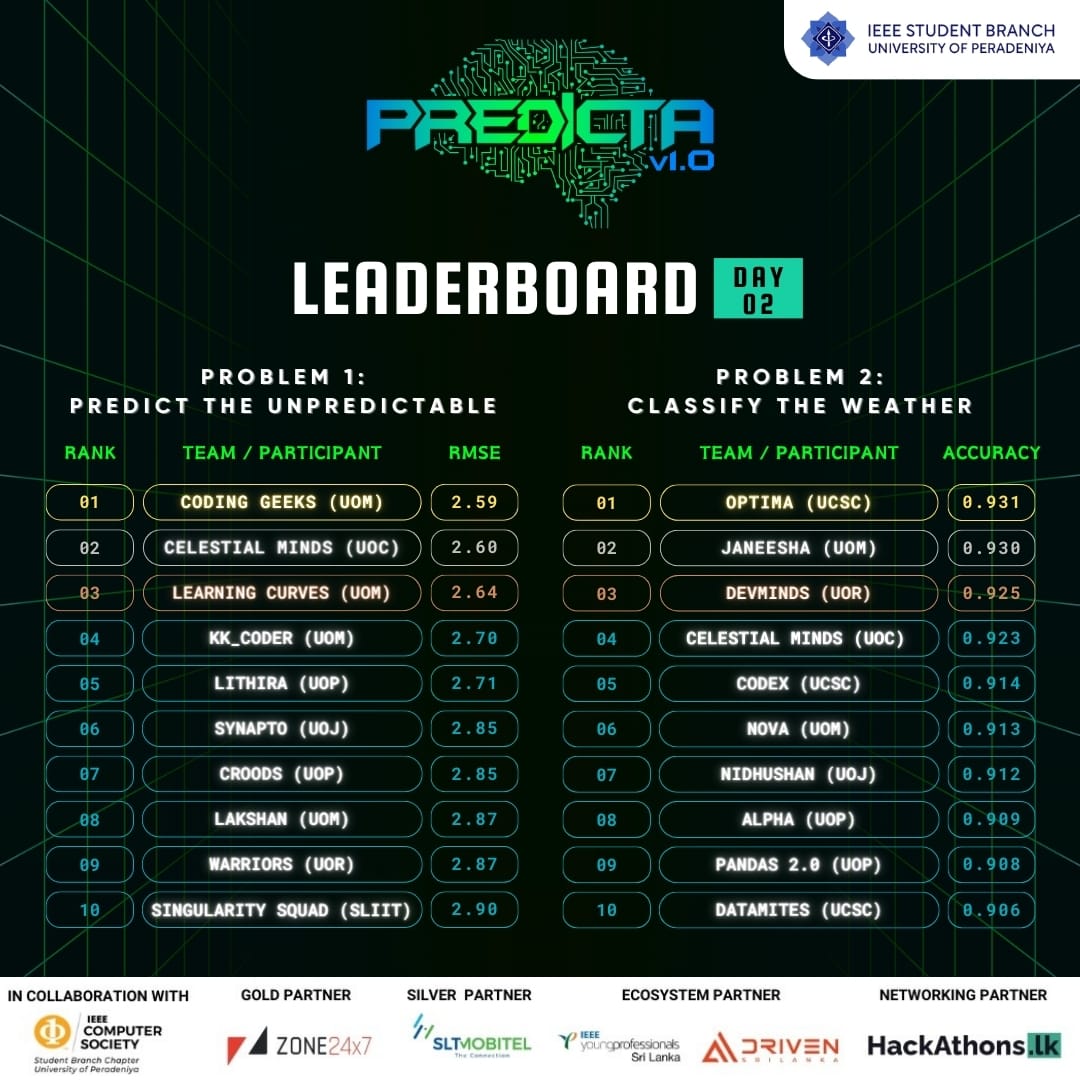 IEEE STUDENT BRANCH
UNIVERSITY OF PERADENIYA
PREDICTA
v1.0
LEADERBOARD
DAY
02
PROBLEM 1:
PREDICT THE UNPREDICTABLE
RANK TEAM / PARTICIPANT RMSE
01 CODING GEEKS (UOM) 2.59
02 CELESTIAL MINDS (UOC) 2.60
03 LEARNING CURVES (UOM) 2.64
04 KK_CODER (UOM) 2.70
05 LITHIRA (UOP) 2.71
06 SYNAPTO (UOJ) 2.85
07 CROODS (UOP) 2.85
08 LAKSHAN (UOM) 2.87
09 WARRIORS (UOR) 2.87
10 SINGULARITY SQUAD (SLIIT) 2.90
PROBLEM 2:
CLASSIFY THE WEATHER
RANK TEAM / PARTICIPANT ACCURACY
01 OPTIMA (UCSC) 0.931
02 JANEESHA (UOM) 0.930
03 DEVMINDS (UOR) 0.925
04 CELESTIAL MINDS (UOC) 0.923
05 CODEX (UCSC) 0.914
06 NOVA (UOM) 0.913
07 NIDHUSHAN (UOJ) 0.912
08 ALPHA (UOP) 0.909
09 PANDAS 2.0 (UOP) 0.908
10 DATAMITES (UCSC) 0.906
IN COLLABORATION WITH
IEEE
COMPUTER
SOCIETY
Student Branch Chapter
University of Peradeniya
GOLD PARTNER
ZONE24x7
SILVER PARTNER
SLTMOBITEL
The Connection
ECOSYSTEM PARTNER
IEEE
youngprofessionals
Sri Lanka
DRIVEN
SRILANKA
NETWORKING PARTNER
HackAthons.lk